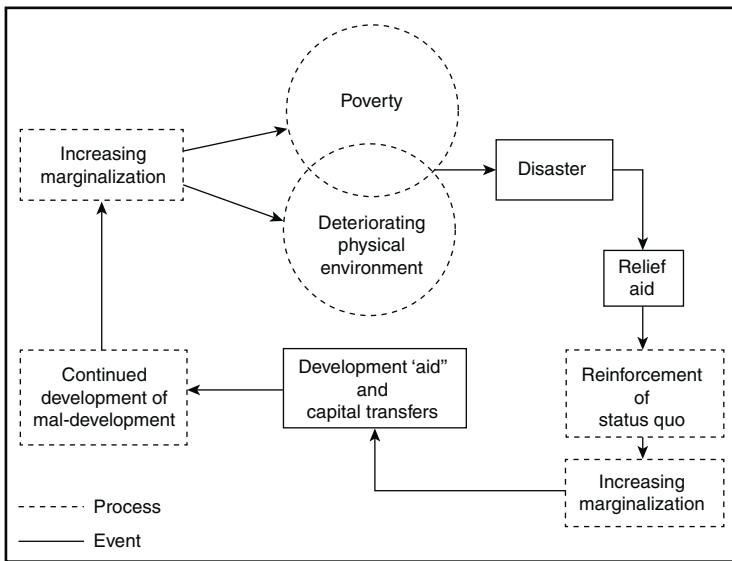 Poverty
Increasing
marginalization
Disaster
Deteriorating
physical
environment
Relief
aid
Continued
development of
mal-development
Development ‘aid”
and
capital transfers
Reinforcement
of
status quo
Increasing
marginalization
Process
Event